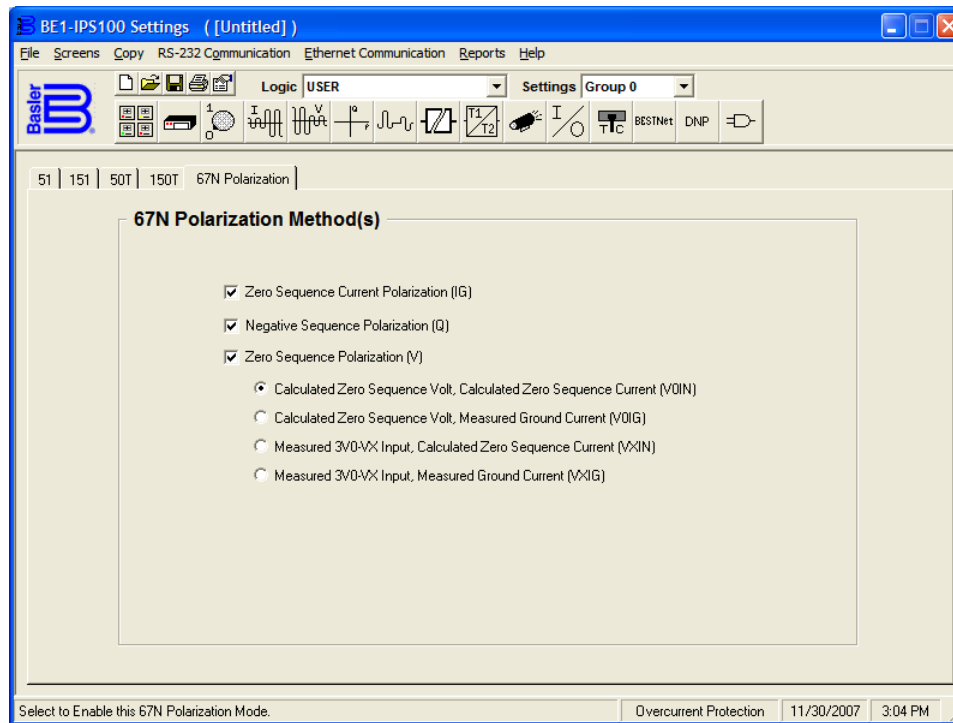 BE1-IPS100 Settings ( [Untitled] )
File Screens Copy RS-232 Communication Ethernet Communication Reports Help
Basler
Logic USER Settings Group 0
1 0 I V T1 T2 I O T C BESTNet DNP
51 151 50T 150T 67N Polarization
67N Polarization Method(s)
Zero Sequence Current Polarization (IG)
Negative Sequence Polarization (Q)
Zero Sequence Polarization (V)
Calculated Zero Sequence Volt, Calculated Zero Sequence Current (V0IN)
Calculated Zero Sequence Volt, Measured Ground Current (V0IG)
Measured 3V0-VX Input, Calculated Zero Sequence Current (VXIN)
Measured 3V0-VX Input, Measured Ground Current (VXIG)
Select to Enable this 67N Polarization Mode. Overcurrent Protection 11/30/2007 3:04 PM